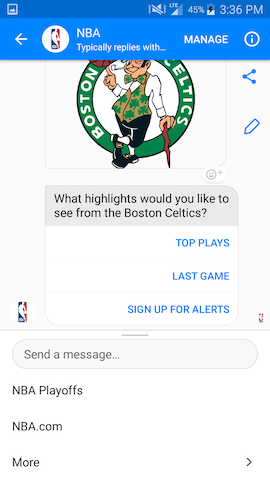 LTE 45% 3:36 PM
NBA
Typically replies with…
MANAGE
BOSTON CELTICS
What highlights would you like to
see from the Boston Celtics?
TOP PLAYS
LAST GAME
SIGN UP FOR ALERTS
Send a message…
NBA Playoffs
NBA.com
More